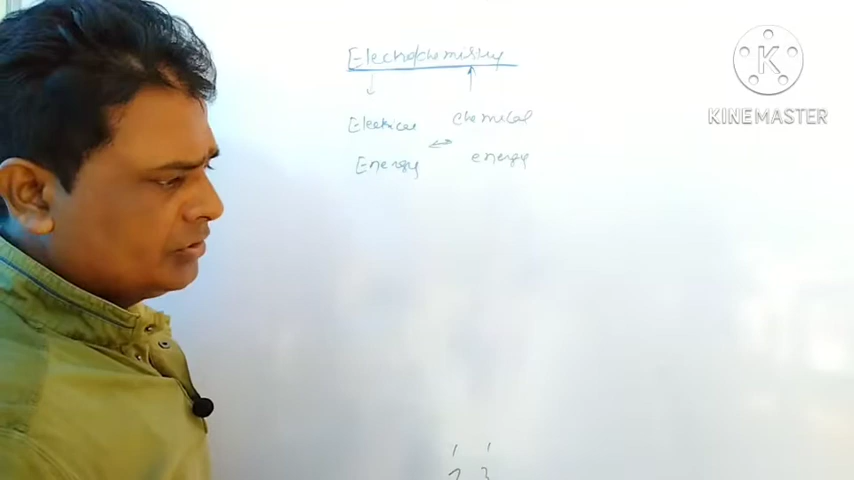 Electrochemistry
Electrical chemical
Energy energy
K
KINEMASTER